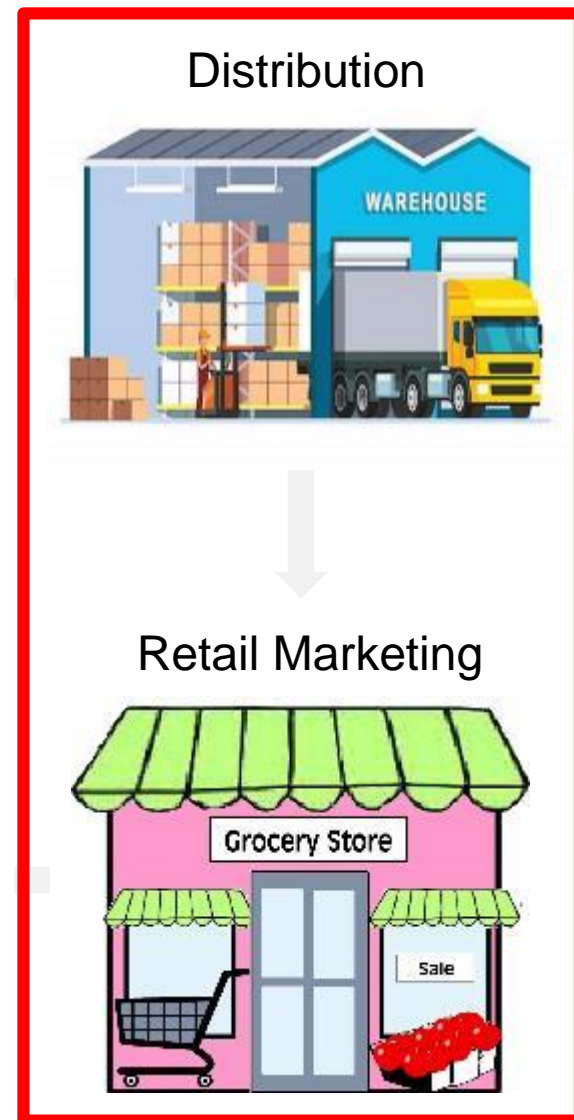 Distribution
WAREHOUSE
Retail Marketing
Grocery Store
Sale